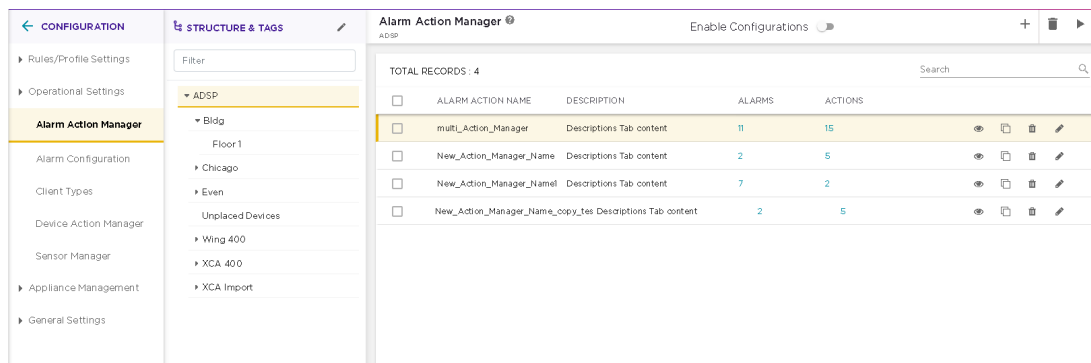 CONFIGURATION
Rules/Profile Settings
Operational Settings
Alarm Action Manager
Alarm Configuration
Client Types
Device Action Manager
Sensor Manager
Appliance Management
General Settings
STRUCTURE & TAGS
Filter
ADSP
Bldg
Floor 1
Chicago
Even
Unplaced Devices
Wing 400
XCA 400
XCA Import
Alarm Action Manager
ADSP
Enable Configurations
TOTAL RECORDS : 4
Search
ALARM ACTION NAME DESCRIPTION ALARMS ACTIONS
multi_Action_Manager Descriptions Tab content 11 15
New_Action_Manager_Name Descriptions Tab content 2 5
New_Action_Manager_Name1 Descriptions Tab content 7 2
New_Action_Manager_Name_copy_tes Descriptions Tab content 2 5